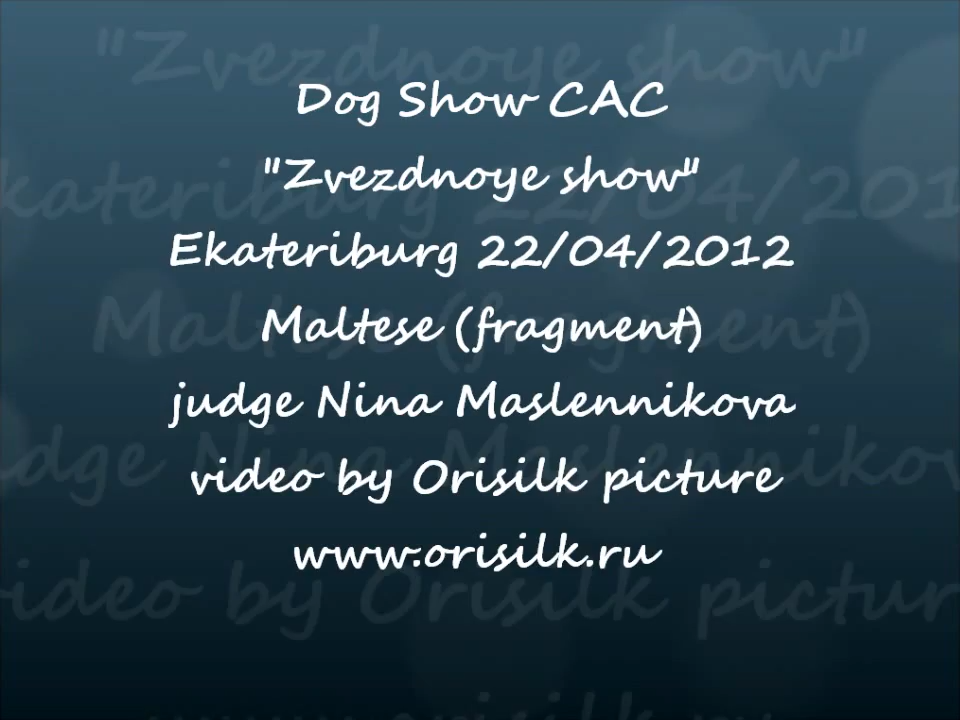 Dog Show CAC
"Zvezdnoye show"
Ekateriburg 22/04/2012
Maltese (fragment)
judge Nina Maslennikova
video by Orisilk picture
www.orisilk.ru